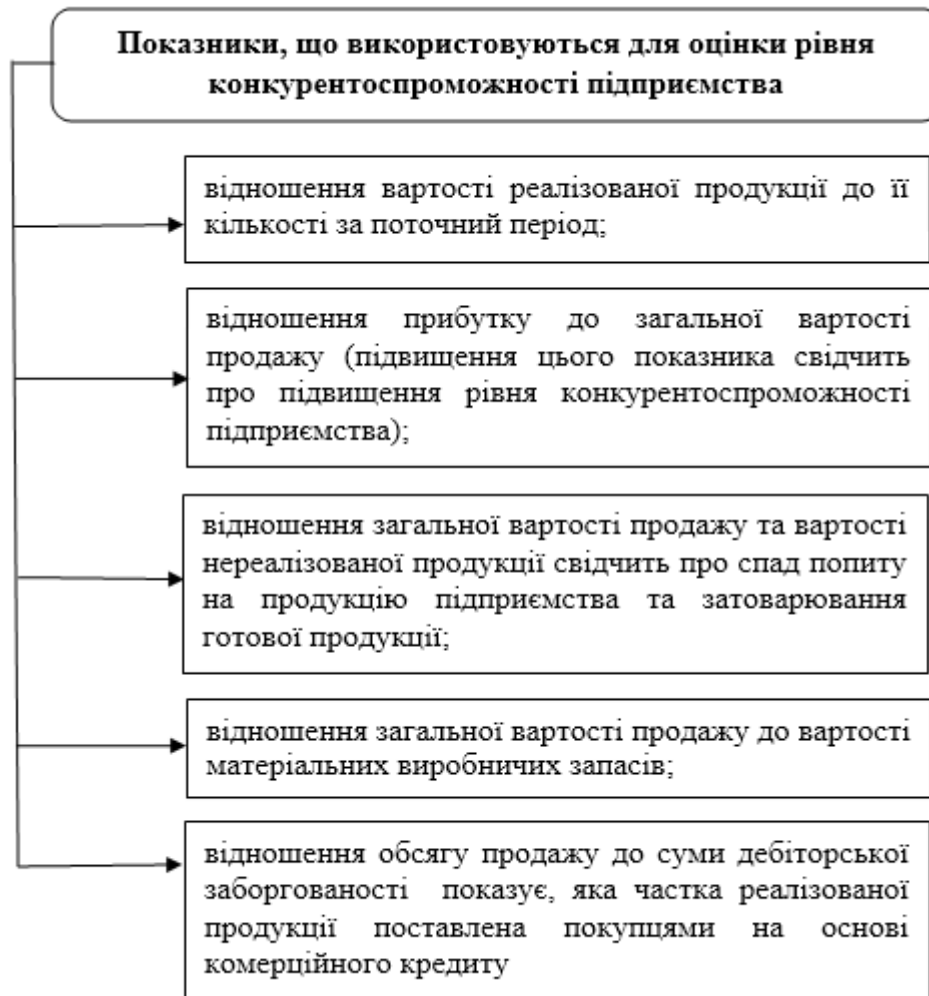 Показники, що використовуються для оцінки рівня
конкурентоспроможності підприємства
відношення вартості реалізованої продукції до її
кількості за поточний період;
відношення прибутку до загальної вартості
продажу (підвищення цього показника свідчить
про підвищення рівня конкурентоспроможності
підприємства);
відношення загальної вартості продажу та вартості
нереалізованої продукції свідчить про спад попиту
на продукцію підприємства та затоварювання
готової продукції;
відношення загальної вартості продажу до вартості
матеріальних виробничих запасів;
відношення обсягу продажу до суми дебіторської
заборгованості показує, яка частка реалізованої
продукції поставлена покупцями на основі
комерційного кредиту